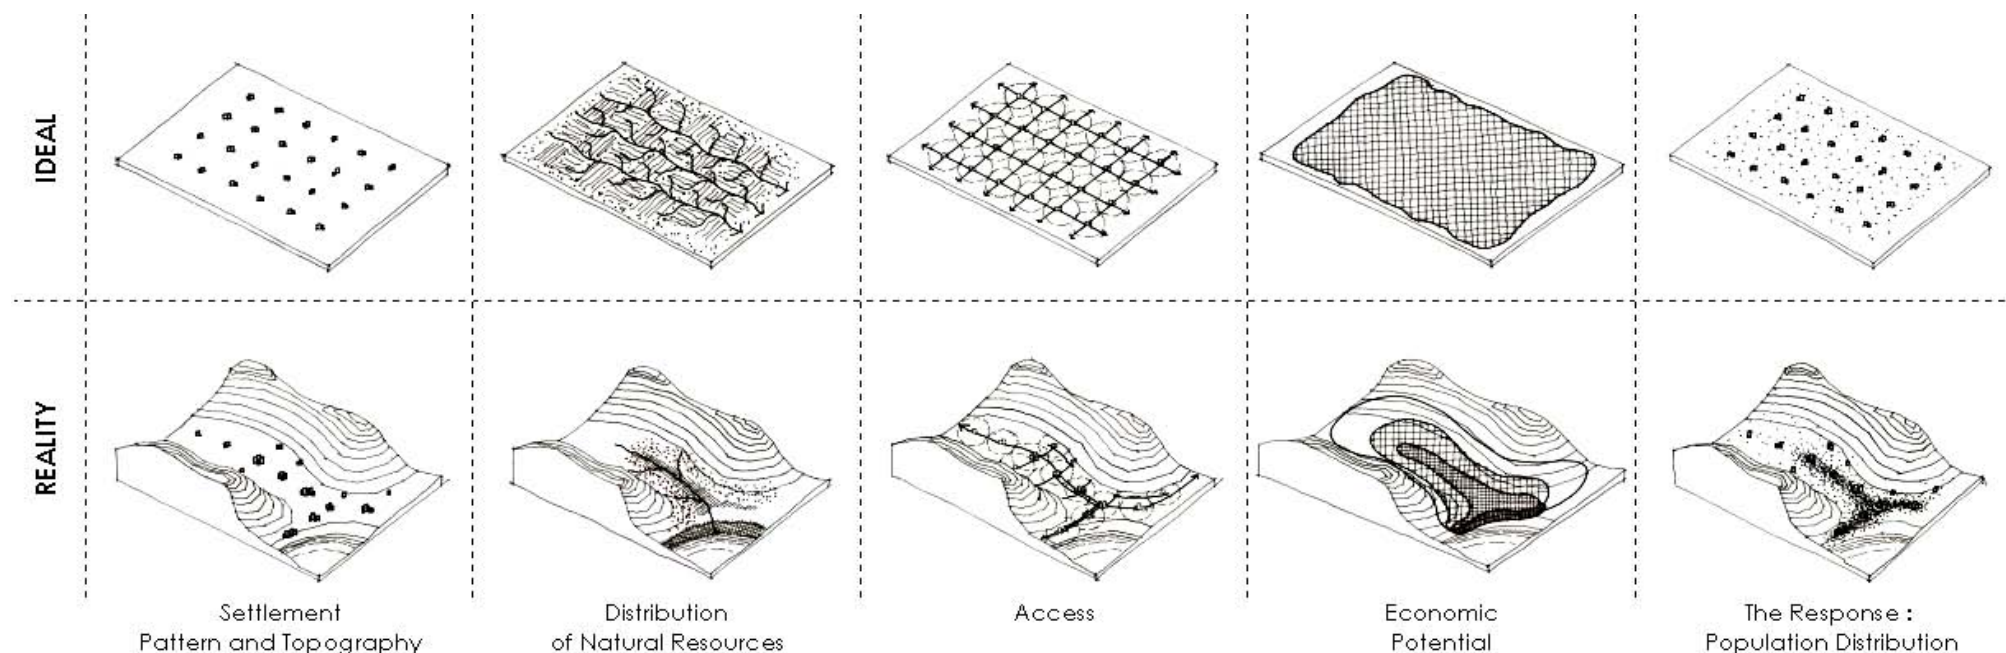 IDEAL
REALITY
Settlement
Pattern and Topography
Distribution
of Natural Resources
Access
Economic
Potential
The Response :
Population Distribution